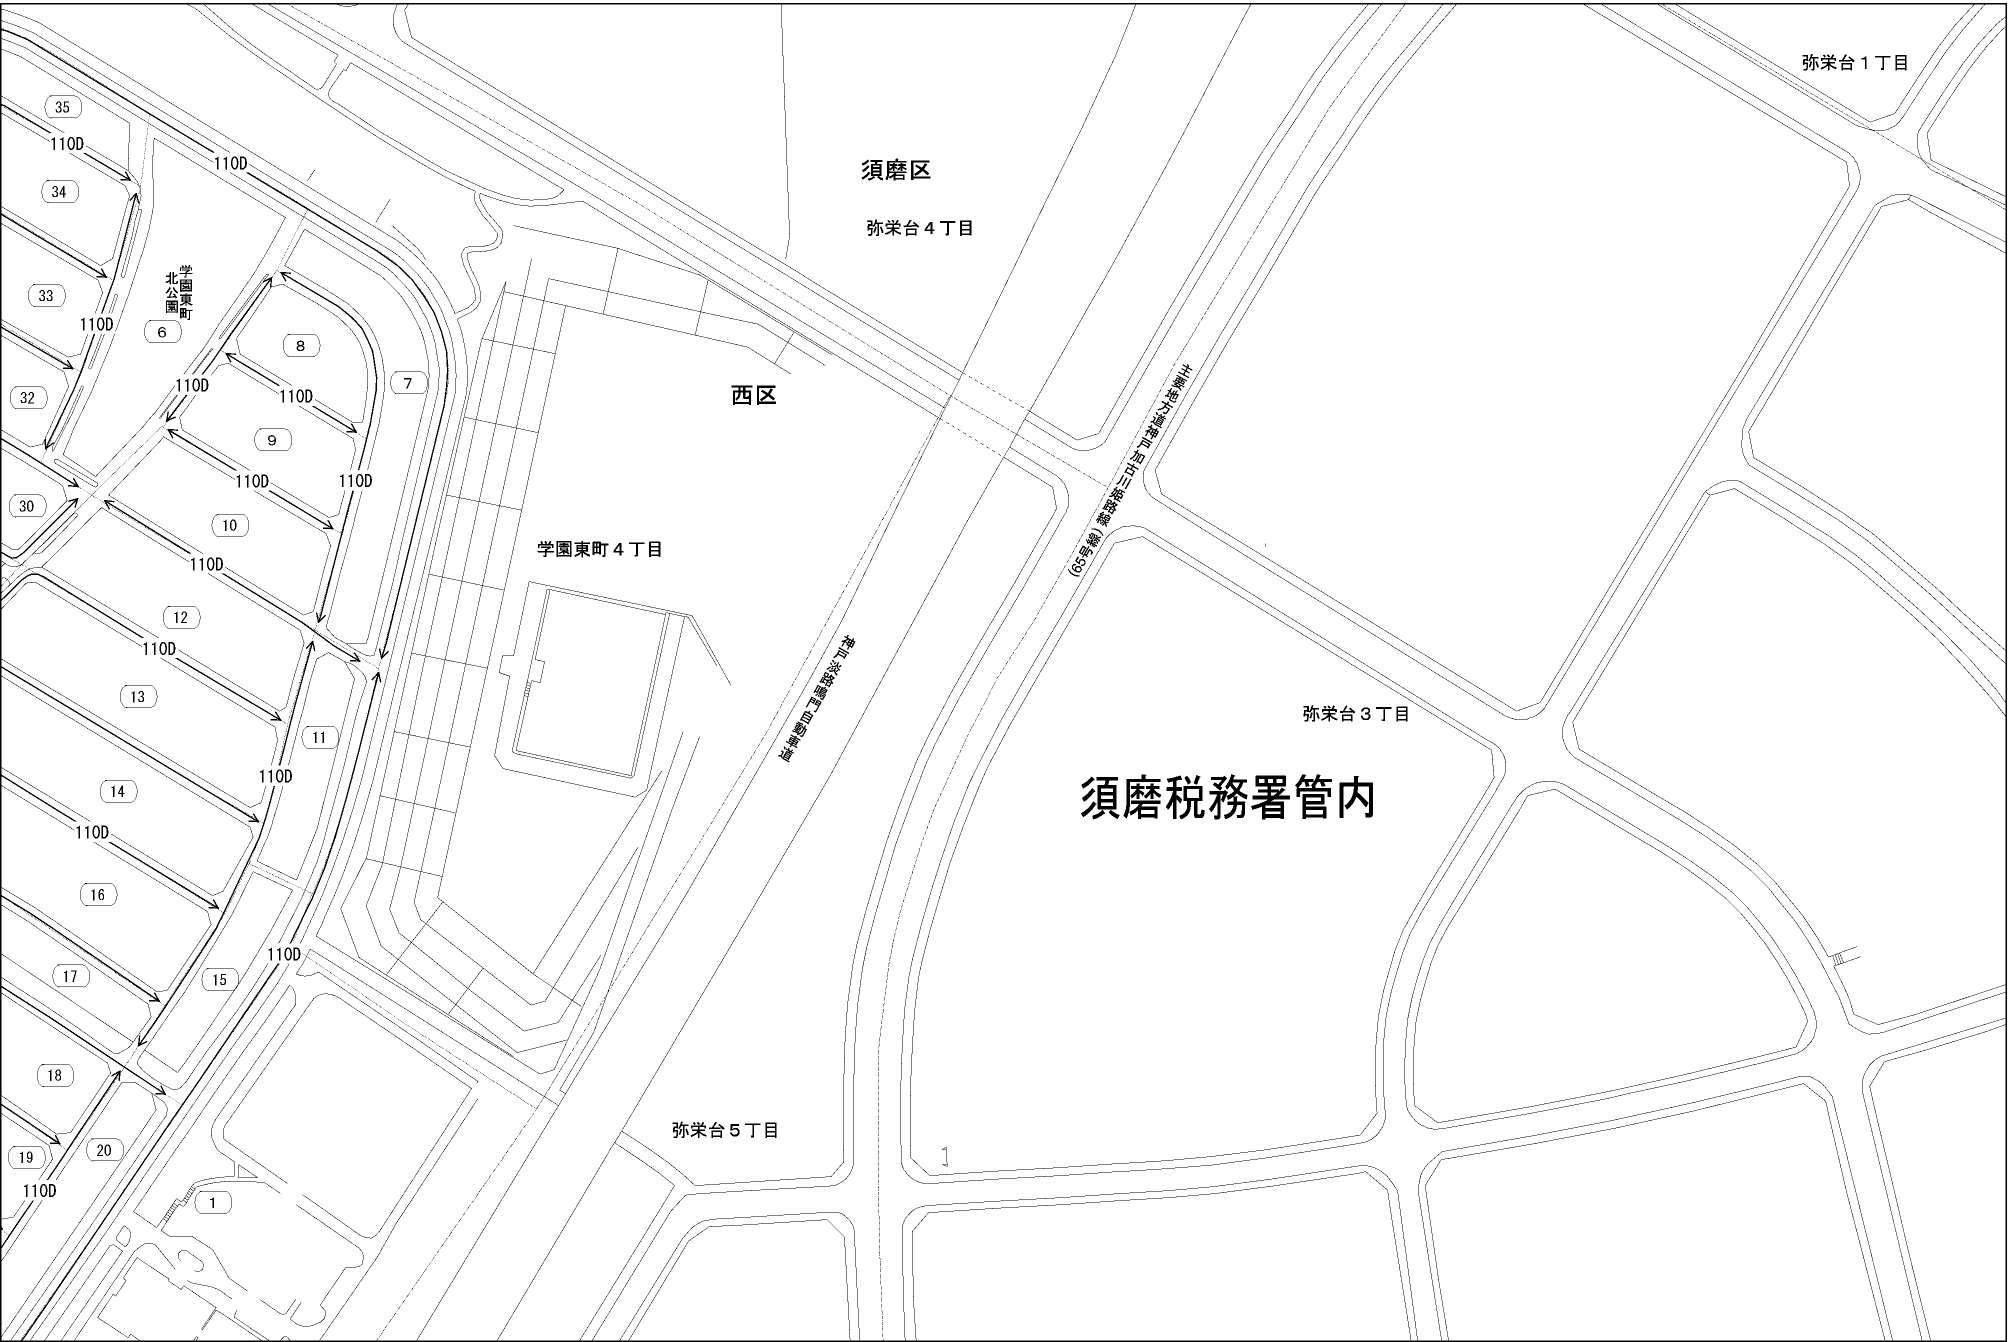 弥栄台１丁目
35
110D
110D
須磨区
34
弥栄台４丁目
学園東町
北公園
33
110D
6
8
7
110D
110D
西区
32
9
110D
110D
主要地方道神戸加古川姫路線
(65号線)
30
10
学園東町４丁目
110D
12
110D
神戸淡路鳴門自動車道
13
弥栄台３丁目
11
110D
14
須磨税務署管内
110D
16
110D
17
15
18
弥栄台５丁目
20
19
110D
1